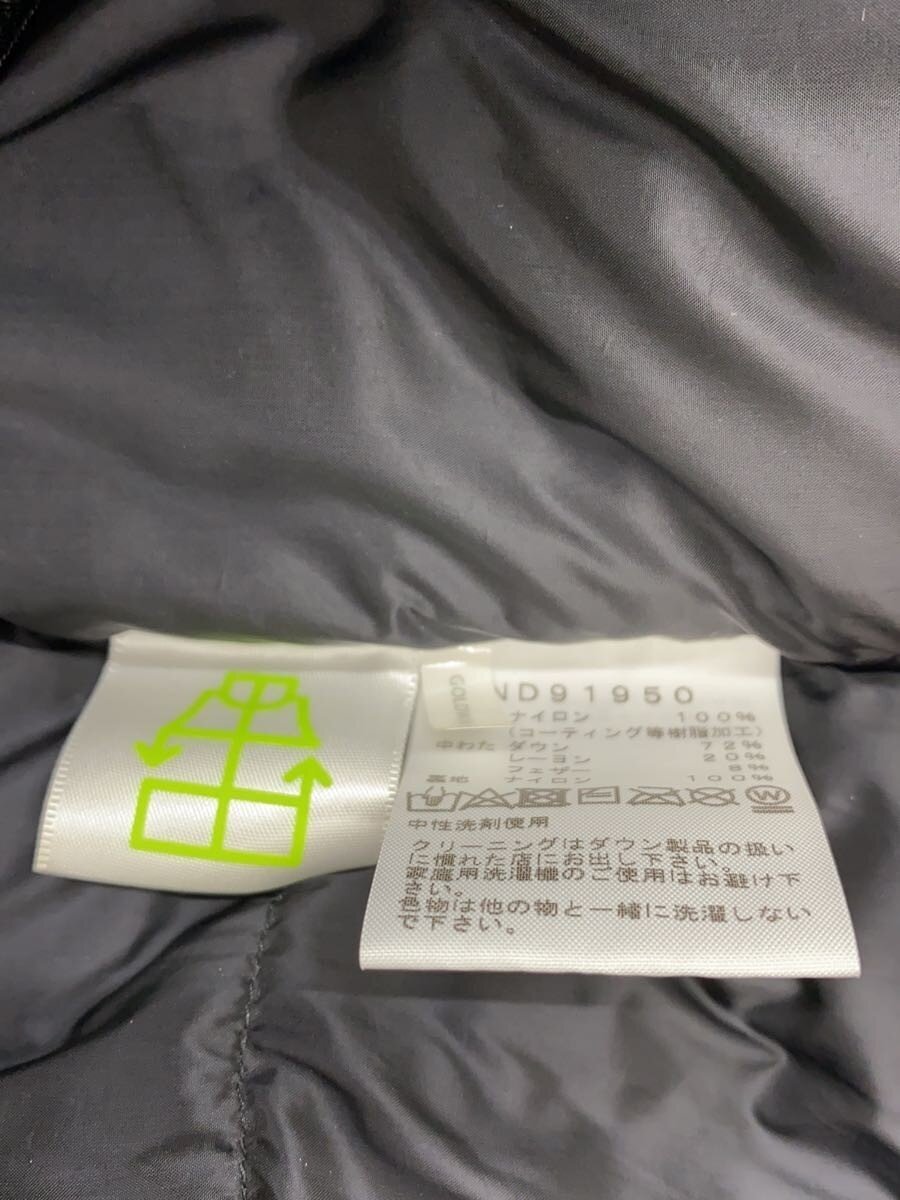 GOLDWI
ND91950
ナイロン 100%
(コーティング等樹脂加工)
中わた ダウン 72%
レーヨン 20%
フェザー 8%
裏地 ナイロン 100%
W
中性洗剤使用
クリーニングはダウン製品の扱い
に慣れた店にお出し下さい。
家庭用洗濯機のご使用はお避け下
さい。
色物は他の物と一緒に洗濯しない
で下さい。